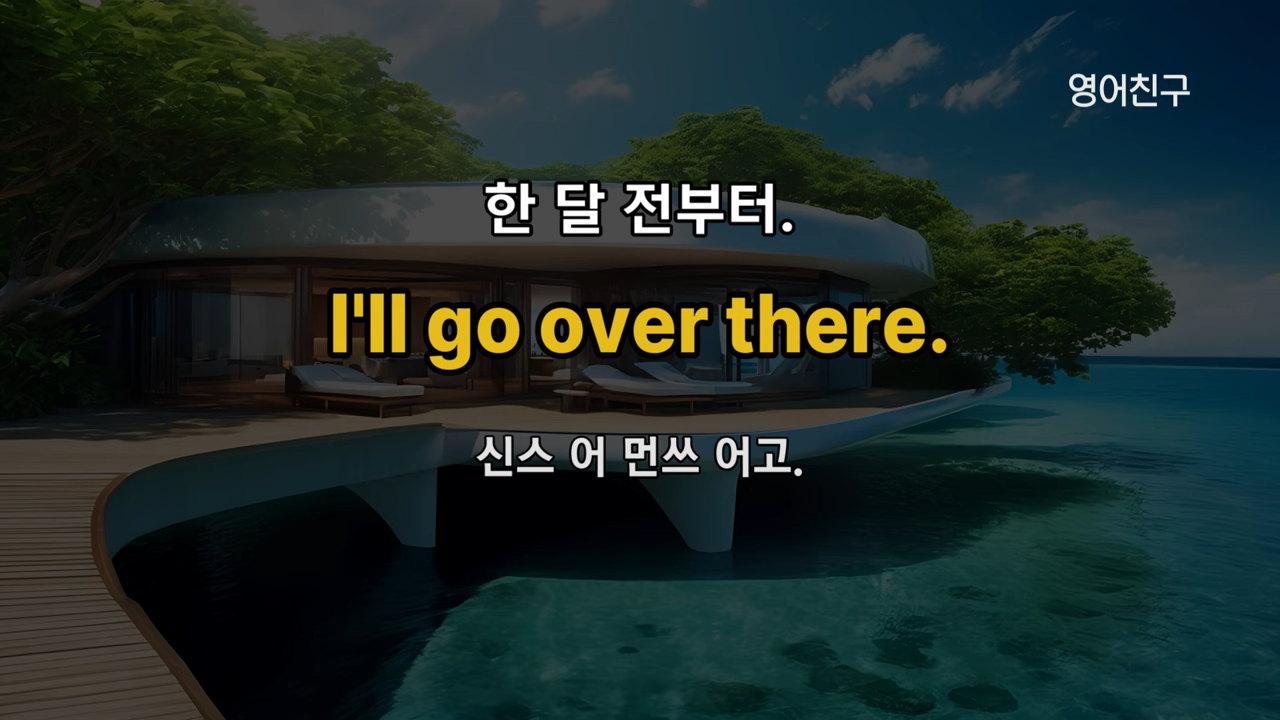 영어친구
한 달 전부터.
I'll go over there.
신스 어 먼쓰 어고.